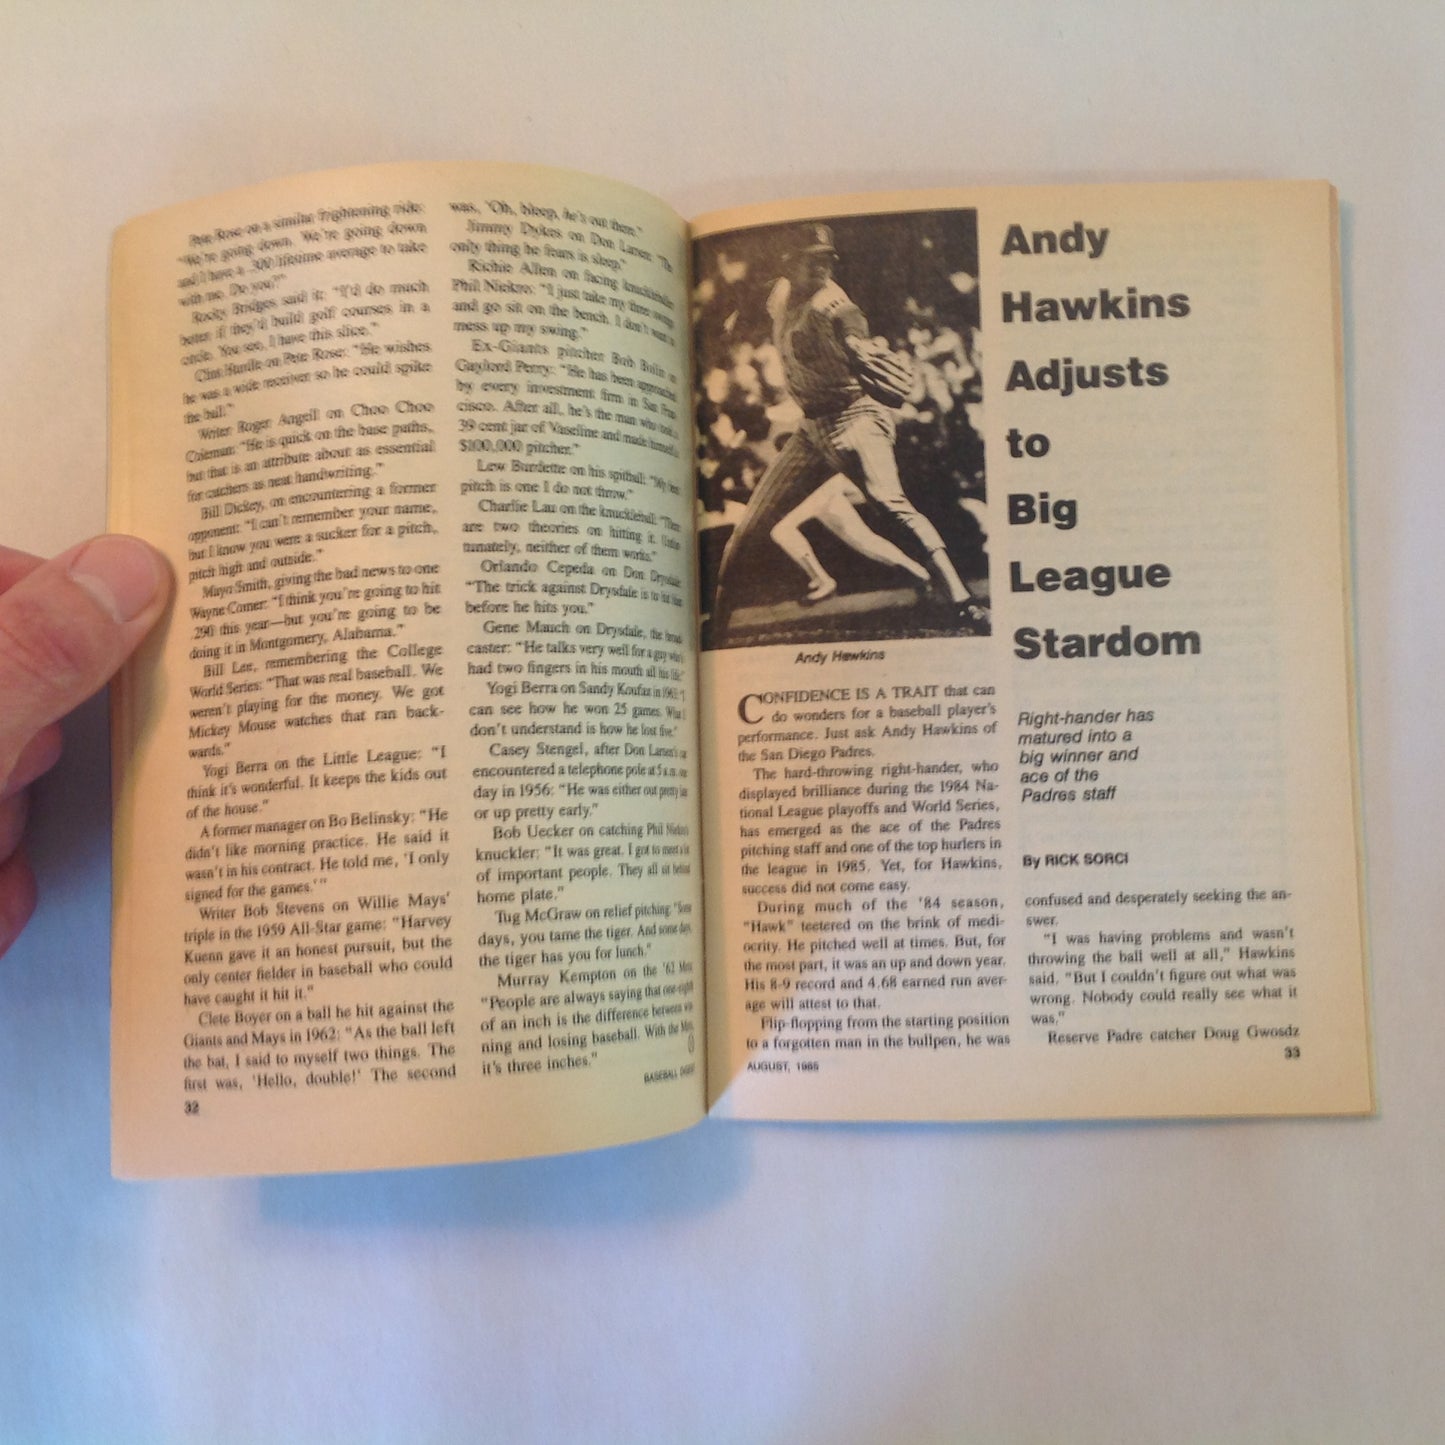 Pete Rose on a similar frightening ride:
"We're going down. We're going down
and I have a .300 lifetime average to take
with me. Do you?"
Rocky Bridges said it: "I'd do much
better if they'd build golf courses in a
circle. You see, I have this slice."
Clint Hurdle on Pete Rose: "He wishes
he was a wide receiver so he could spike
the ball."
Writer Roger Angell on Choo Choo
Coleman: "He is quick on the base paths,
but that is an attribute about as essential
for catchers as neat handwriting."
Bill Dickey, on encountering a former
opponent: "I can't remember your name,
but I know you were a sucker for a pitch,
pitch high and outside."
Mayo Smith, giving the bad news to one
Wayne Comer: "I think you're going to hit
.290 this year—but you're going to be
doing it in Montgomery, Alabama."
Bill Lee, remembering the College
World Series: "That was real baseball. We
weren't playing for the money. We got
Mickey Mouse watches that ran back-
wards."
Yogi Berra on the Little League: "I
think it's wonderful. It keeps the kids out
of the house."
A former manager on Bo Belinsky: "He
didn't like morning practice. He said it
wasn't in his contract. He told me, 'I only
signed for the games.'"
Writer Bob Stevens on Willie Mays'
triple in the 1959 All-Star game: "Harvey
Kuenn gave it an honest pursuit, but the
only center fielder in baseball who could
have caught it hit it."
Clete Boyer on a ball he hit against the
Giants and Mays in 1962: "As the ball left
the bat, I said to myself two things. The
first was, 'Hello, double!' The second
32
was, 'Oh, bleep, he's out there.'"
Jimmy Dykes on Don Larsen: "The
only thing he fears is sleep."
Richie Allen on facing knuckleballer
Phil Niekro: "I just take my three swings
and go sit on the bench. I don't want to
mess up my swing."
Ex-Giants pitcher Bob Bolin on
Gaylord Perry: "He has been approached
by every investment firm in San Fran-
cisco. After all, he's the man who took a
39 cent jar of Vaseline and made himself a
$100,000 pitcher."
Lew Burdette on his spitball: "My best
pitch is one I do not throw."
Charlie Lau on the knuckleball: "There
are two theories on hitting it. Unfor-
tunately, neither of them works."
Orlando Cepeda on Don Drysdale:
"The trick against Drysdale is to hit him
before he hits you."
Gene Mauch on Drysdale, the broad-
caster: "He talks very well for a guy who's
had two fingers in his mouth all his life."
Yogi Berra on Sandy Koufax in 1963: "I
can see how he won 25 games. What I
don't understand is how he lost five."
Casey Stengel, after Don Larsen's car
encountered a telephone pole at 5 a.m. one
day in 1956: "He was either out pretty late
or up pretty early."
Bob Uecker on catching Phil Niekro's
knuckler: "It was great. I got to meet a lot
of important people. They all sit behind
home plate."
Tug McGraw on relief pitching: "Some
days, you tame the tiger. And some days,
the tiger has you for lunch."
Murray Kempton on the '62 Mets:
"People are always saying that one-eighth
of an inch is the difference between win-
ning and losing baseball. With the Mets,
it's three inches."
BASEBALL DIGEST
Andy
Hawkins
Adjusts
to
Big
League
Stardom
Andy Hawkins
Right-hander has
matured into a
big winner and
ace of the
Padres staff
By RICK SORCI
CONFIDENCE IS A TRAIT that can
do wonders for a baseball player's
performance. Just ask Andy Hawkins of
the San Diego Padres.
The hard-throwing right-hander, who
displayed brilliance during the 1984 Na-
tional League playoffs and World Series,
has emerged as the ace of the Padres
pitching staff and one of the top hurlers in
the league in 1985. Yet, for Hawkins,
success did not come easy.
During much of the '84 season,
"Hawk" teetered on the brink of medi-
ocrity. He pitched well at times. But, for
the most part, it was an up and down year.
His 8-9 record and 4.68 earned run aver-
age will attest to that.
Flip-flopping from the starting position
to a forgotten man in the bullpen, he was
confused and desperately seeking the an-
swer.
"I was having problems and wasn't
throwing the ball well at all," Hawkins
said. "But I couldn't figure out what was
wrong. Nobody could really see what it
was."
Reserve Padre catcher Doug Gwosdz
AUGUST, 1985
33